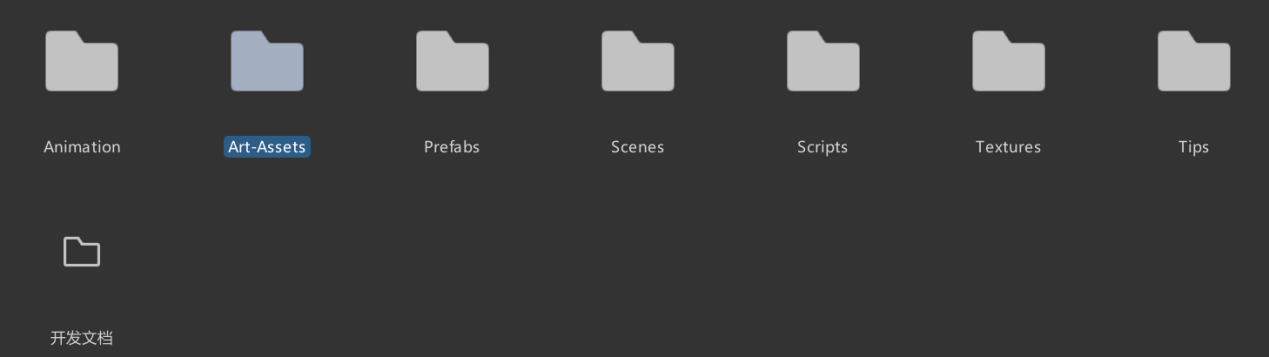 Animation
Art-Assets
Prefabs
Scenes
Scripts
Textures
Tips
开发文档